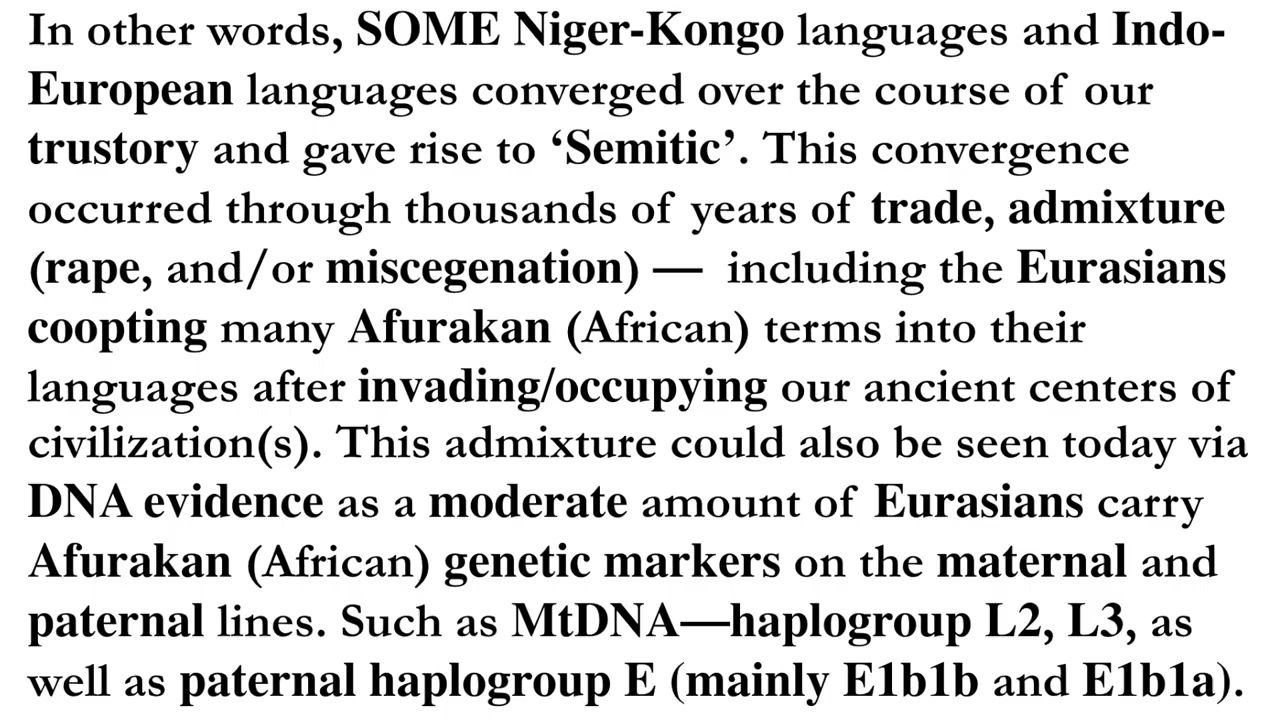 In other words, SOME Niger-Kongo languages and Indo-
European languages converged over the course of our
trustory and gave rise to ‘Semitic’. This convergence
occurred through thousands of years of trade, admixture
(rape, and/or miscegenation) — including the Eurasians
coopting many Afurakan (African) terms into their
languages after invading/occupying our ancient centers of
civilization(s). This admixture could also be seen today via
DNA evidence as a moderate amount of Eurasians carry
Afurakan (African) genetic markers on the maternal and
paternal lines. Such as MtDNA—haplogroup L2, L3, as
well as paternal haplogroup E (mainly E1b1b and E1b1a).